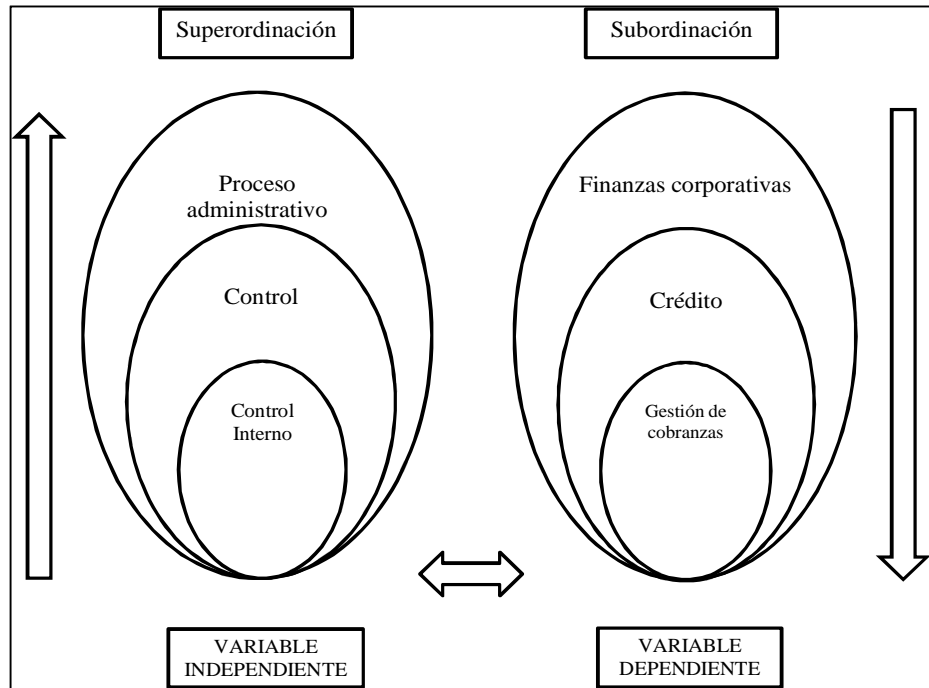 Superordinación
Subordinación
Proceso
administrativo
Control
Control
Interno
Finanzas corporativas
Crédito
Gestión de
cobranzas
VARIABLE
INDEPENDIENTE
VARIABLE
DEPENDIENTE